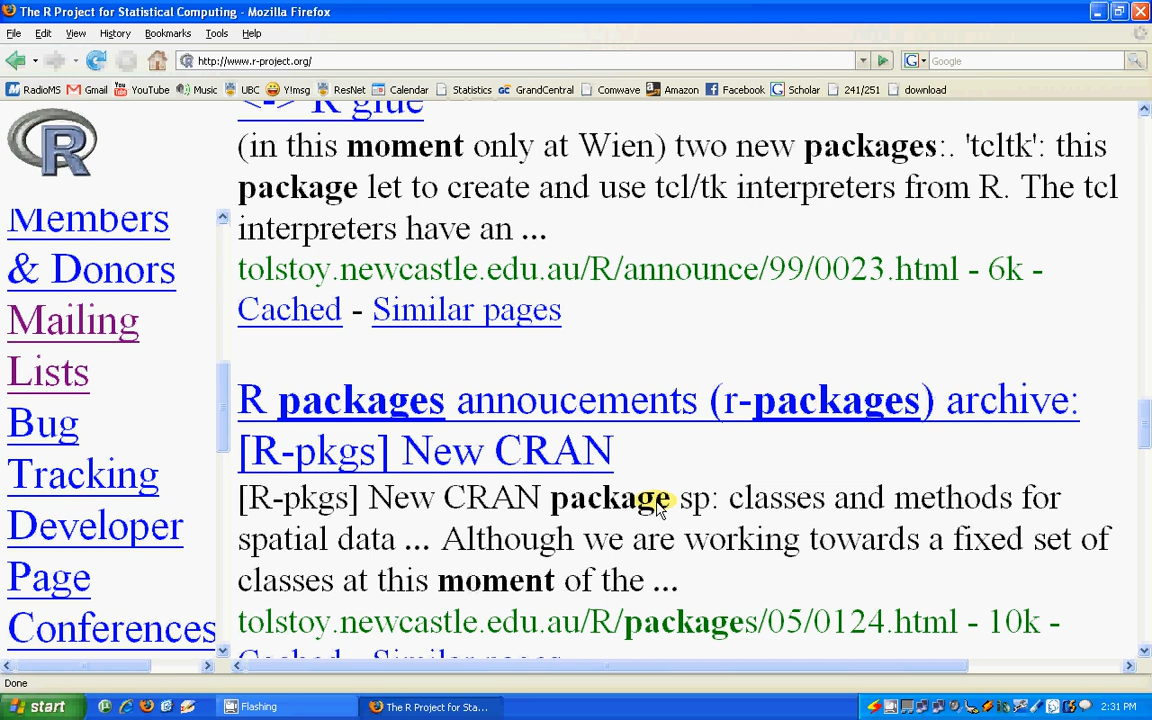 The R Project for Statistical Computing - Mozilla Firefox
File Edit View History Bookmarks Tools Help
http://www.r-project.org/
Google
RadioMS Gmail YouTube Music UBC Y!msg ResNet Calendar Statistics GrandCentral Comwave Amazon Facebook Scholar 241/251 download
R
Members
& Donors
Mailing
Lists
Bug
Tracking
Developer
Page
Conferences
<-> R glue
(in this moment only at Wien) two new packages:. 'tcltk': this
package let to create and use tcl/tk interpreters from R. The tcl
interpreters have an ...
tolstoy.newcastle.edu.au/R/announce/99/0023.html - 6k -
Cached - Similar pages
R packages annoucements (r-packages) archive:
[R-pkgs] New CRAN
[R-pkgs] New CRAN package sp: classes and methods for
spatial data ... Although we are working towards a fixed set of
classes at this moment of the ...
tolstoy.newcastle.edu.au/R/packages/05/0124.html - 10k -
Cached - Similar pages
Done
start Flashing The R Project for Sta... 2:31 PM